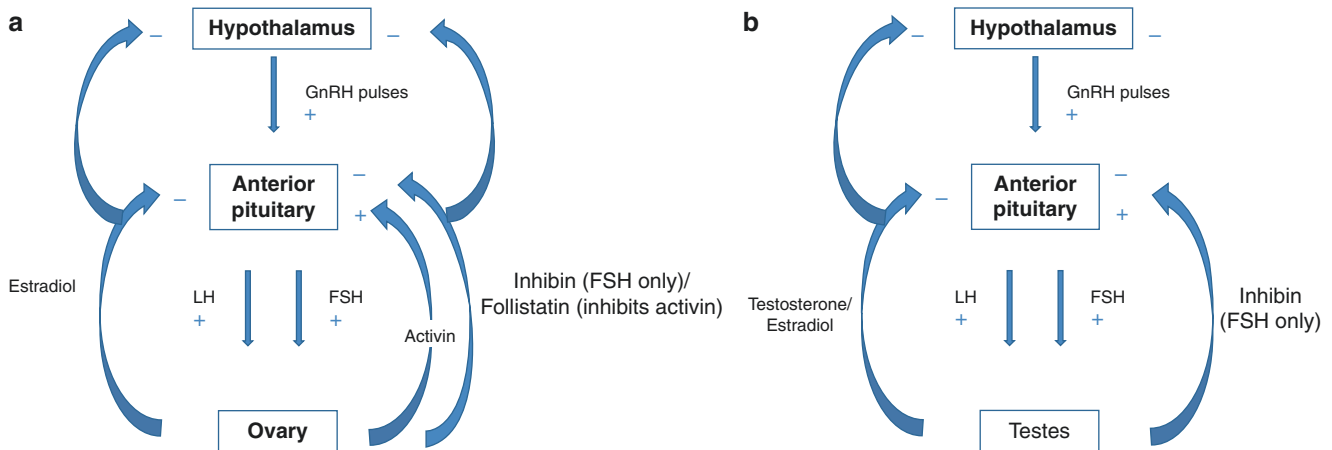 a
– Hypothalamus –
GnRH pulses
+
Anterior
pituitary
–
–
+
Estradiol
LH
+
FSH
+
Activin
Inhibin (FSH only)/
Follistatin (inhibits activin)
Ovary
b
– Hypothalamus –
GnRH pulses
+
Anterior
pituitary
–
–
+
Testosterone/
Estradiol
LH
+
FSH
+
Inhibin
(FSH only)
Testes